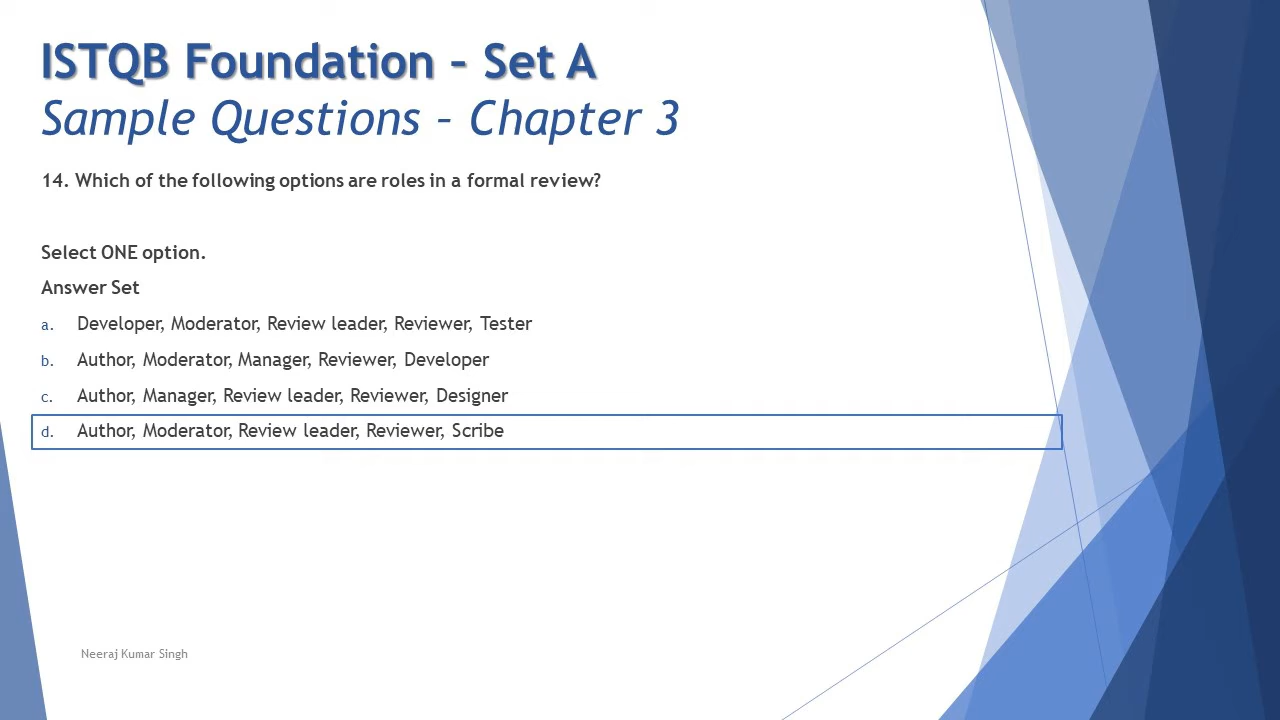 ISTQB Foundation – Set A
Sample Questions – Chapter 3
14. Which of the following options are roles in a formal review?
Select ONE option.
Answer Set
a. Developer, Moderator, Review leader, Reviewer, Tester
b. Author, Moderator, Manager, Reviewer, Developer
c. Author, Manager, Review leader, Reviewer, Designer
d. Author, Moderator, Review leader, Reviewer, Scribe
Neeraj Kumar Singh